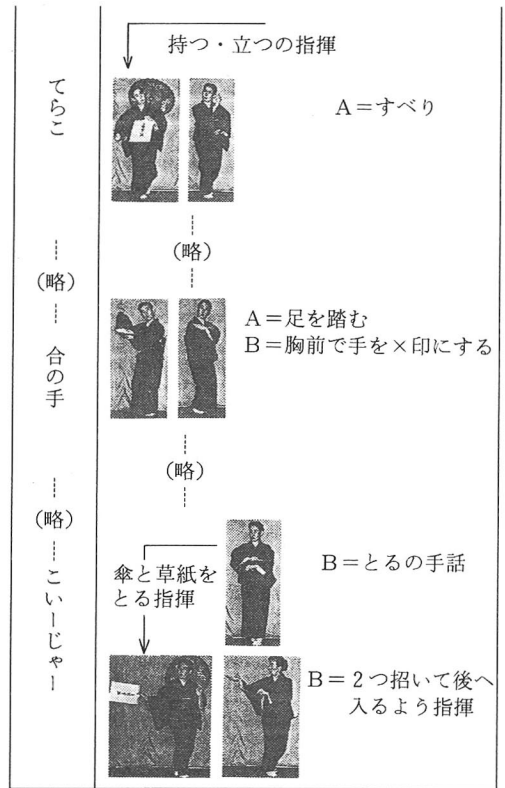 持つ・立つの指揮
てらこ
A=すべり
(略)
(略)
合の手
A=足を踏む
B=胸前で手を×印にする
(略)
(略)
こいーじゃー
傘と草紙を
とる指揮
B=とるの手話
B=2つ招いて後へ
入るよう指揮